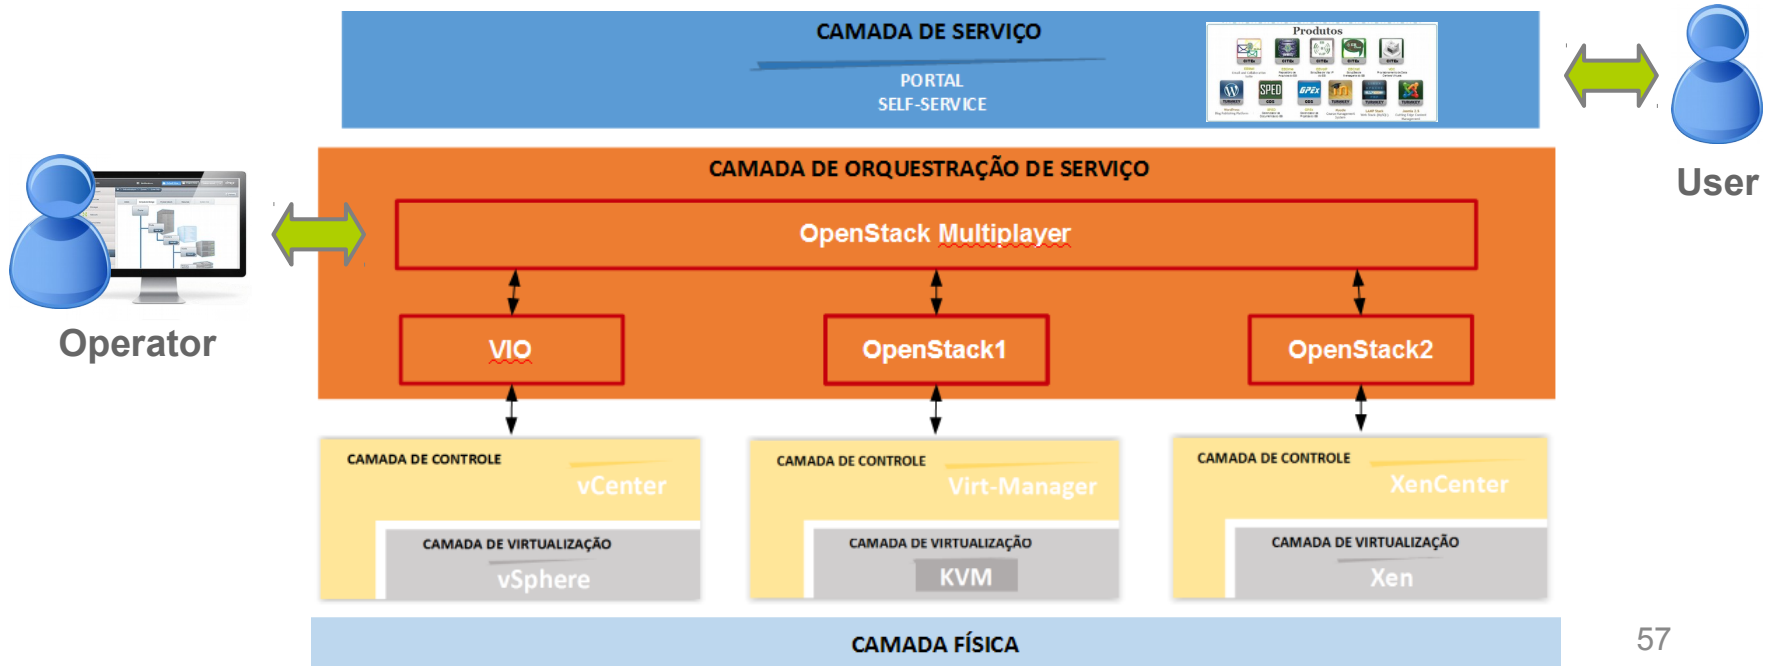 CAMADA DE SERVIÇO
PORTAL
SELF-SERVICE
Produtos
SPED
GPEx
User
CAMADA DE ORQUESTRAÇÃO DE SERVIÇO
OpenStack Multiplayer
Operator
VIO
OpenStack1
OpenStack2
CAMADA DE CONTROLE
vCenter
CAMADA DE VIRTUALIZAÇÃO
vSphere
CAMADA DE CONTROLE
Virt-Manager
CAMADA DE VIRTUALIZAÇÃO
KVM
CAMADA DE CONTROLE
XenCenter
CAMADA DE VIRTUALIZAÇÃO
Xen
CAMADA FÍSICA
57